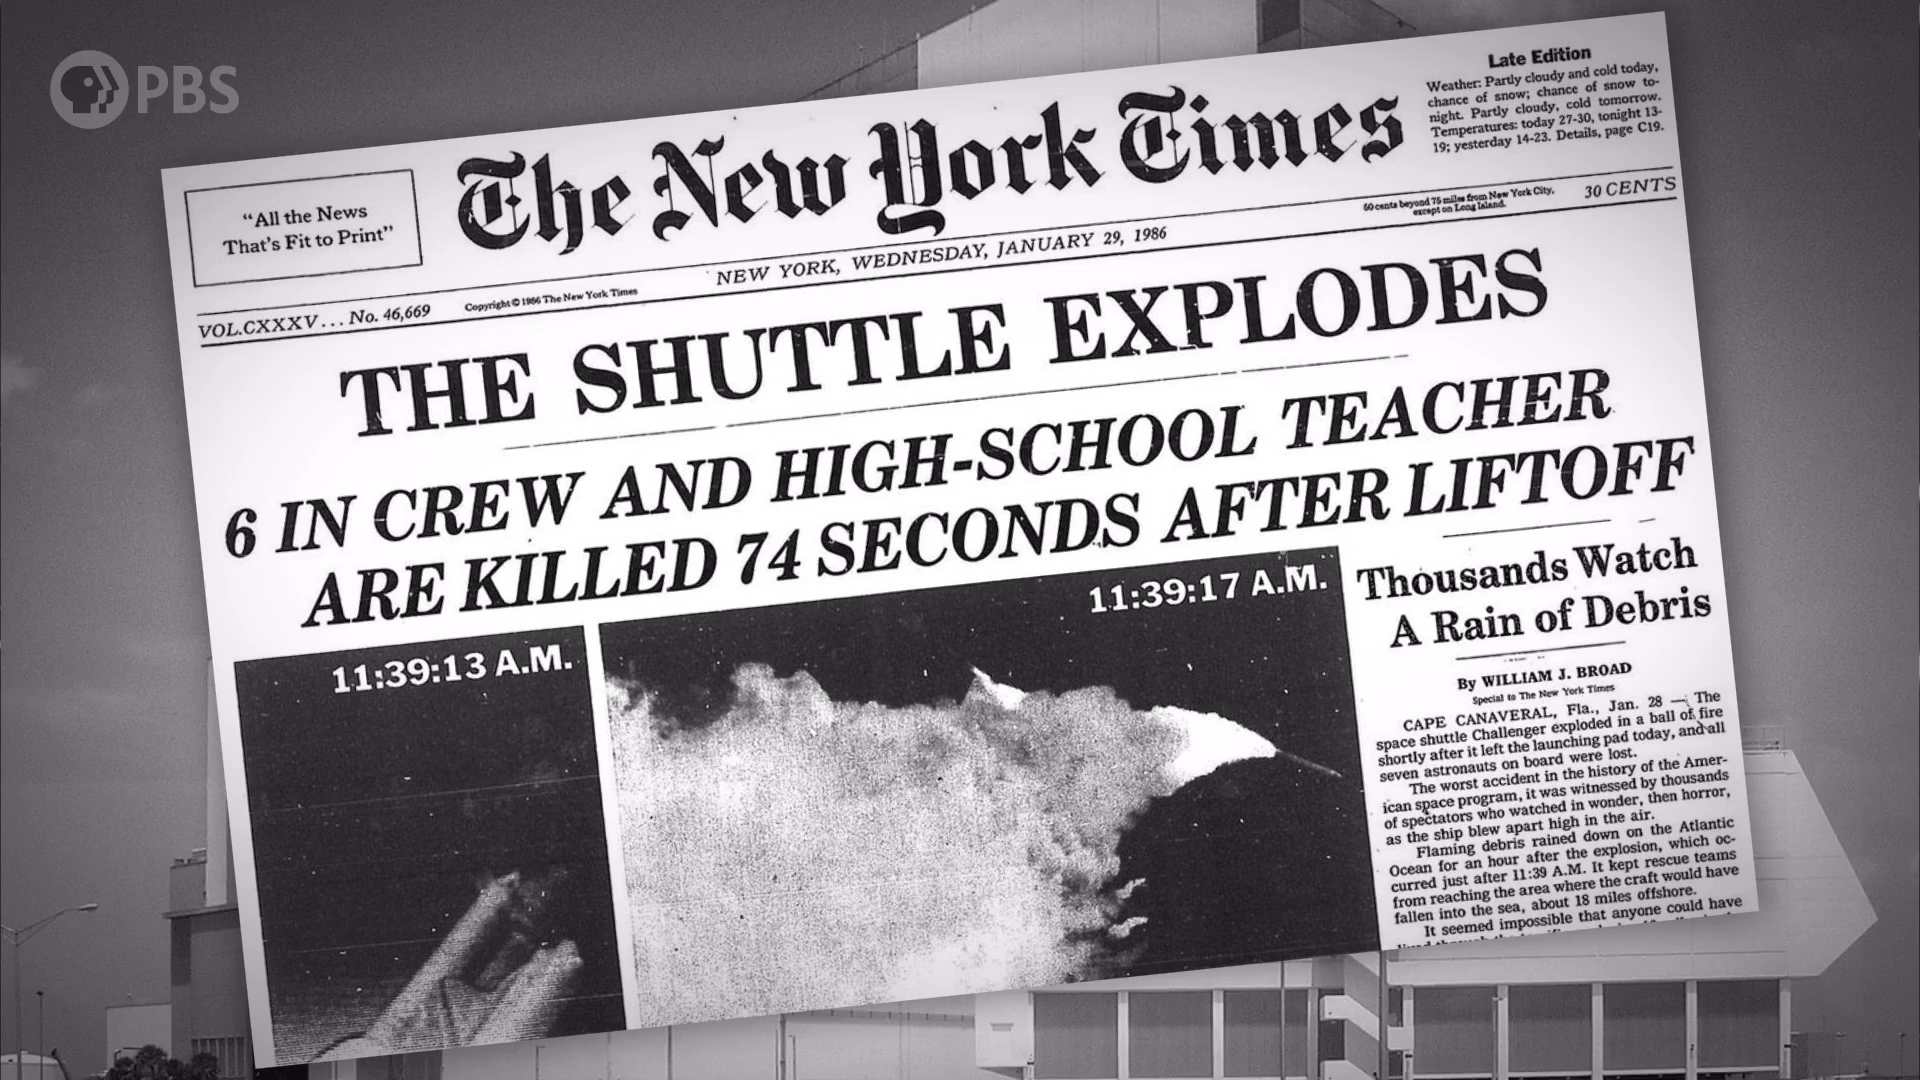 PBS
Late Edition
Weather: Partly cloudy and cold today,
chance of snow; chance of snow to-
night. Partly cloudy, cold tomorrow.
Temperatures: today 27-30, tonight 13-
19; yesterday 14-23. Details, page C19.
"All the News
That's Fit to Print"
The New York Times
VOL.CXXXV... No. 46,669
Copyright © 1986 The New York Times
NEW YORK, WEDNESDAY, JANUARY 29, 1986
60 cents beyond 75 miles from New York City,
except on Long Island.
30 CENTS
THE SHUTTLE EXPLODES
6 IN CREW AND HIGH-SCHOOL TEACHER
ARE KILLED 74 SECONDS AFTER LIFTOFF
11:39:13 A.M.
11:39:17 A.M.
Thousands Watch
A Rain of Debris
By WILLIAM J. BROAD
Special to The New York Times
CAPE CANAVERAL, Fla., Jan. 28 — The
space shuttle Challenger exploded in a ball of fire
shortly after it left the launching pad today, and all
seven astronauts on board were lost.
The worst accident in the history of the Amer-
ican space program, it was witnessed by thousands
of spectators who watched in wonder, then horror,
as the ship blew apart high in the air.
Flaming debris rained down on the Atlantic
Ocean for an hour after the explosion, which oc-
curred just after 11:39 A.M. It kept rescue teams
from reaching the area where the craft would have
fallen into the sea, about 18 miles offshore.
It seemed impossible that anyone could have